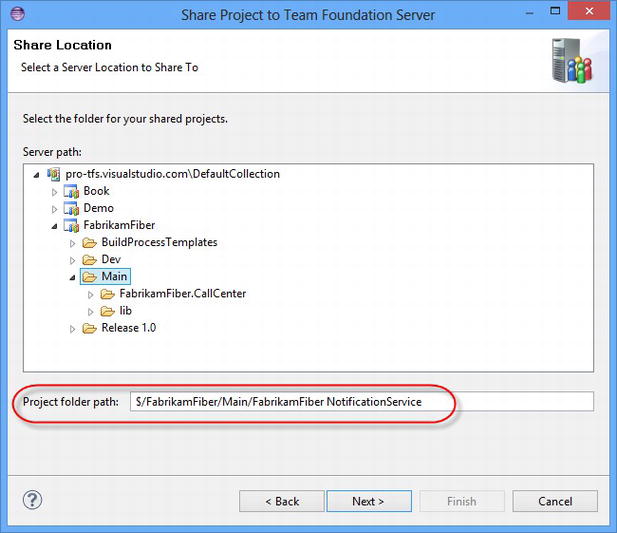 Share Project to Team Foundation Server
Share Location
Select a Server Location to Share To
Select the folder for your shared projects.
Server path:
pro-tfs.visualstudio.com\DefaultCollection
Book
Demo
FabrikamFiber
BuildProcessTemplates
Dev
Main
FabrikamFiber.CallCenter
lib
Release 1.0
Project folder path: $/FabrikamFiber/Main/FabrikamFiber NotificationService
? < Back Next > Finish Cancel